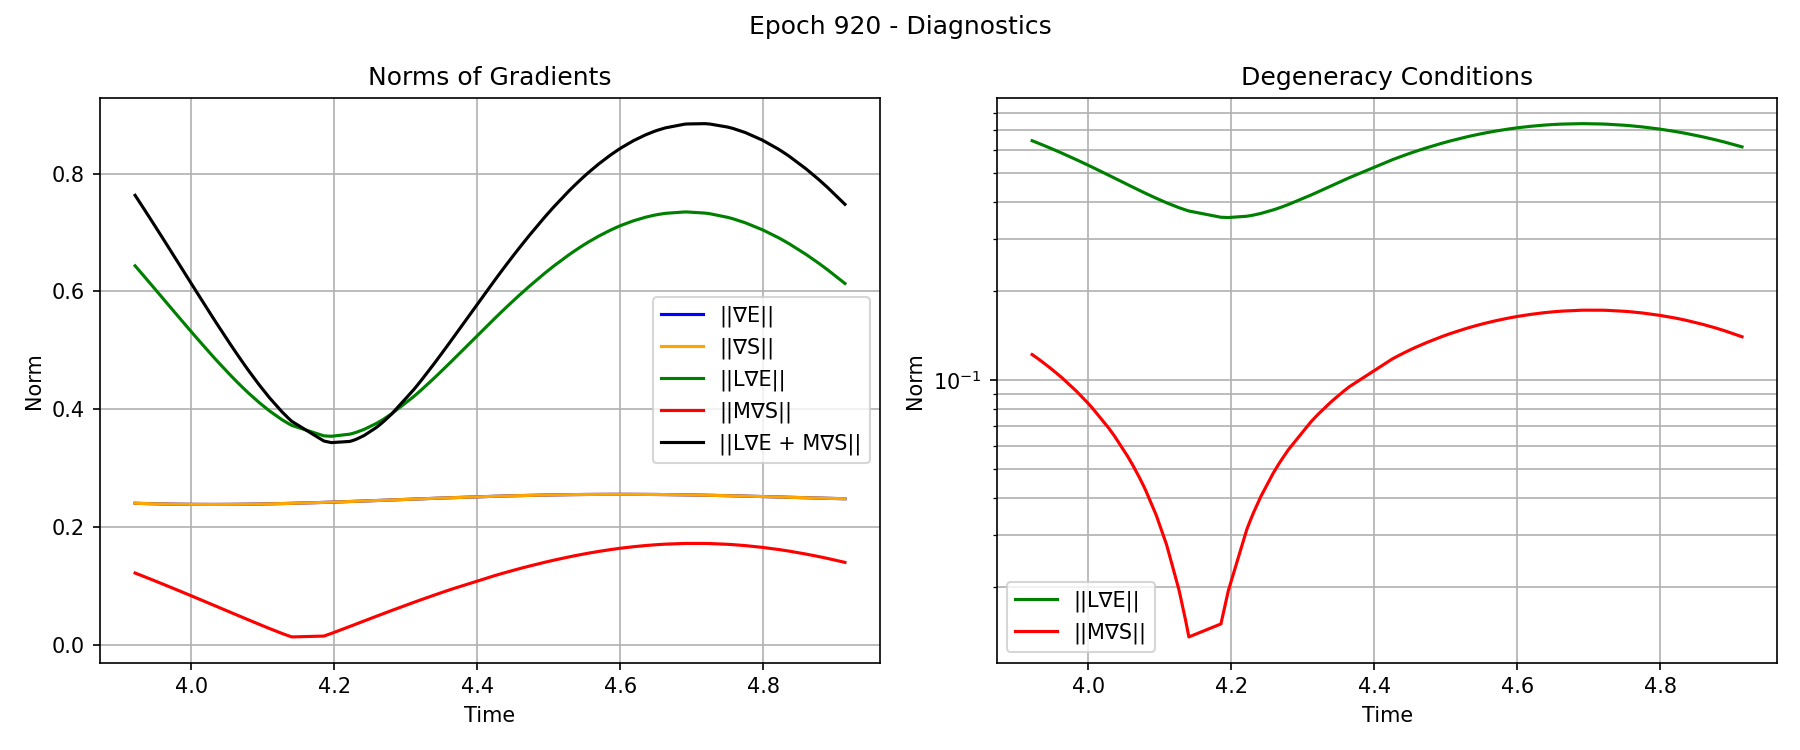 Epoch 920 - Diagnostics
Norms of Gradients
Norm
0.8
0.6
0.4
0.2
0.0
4.0 4.2 4.4 4.6 4.8
Time
||∇E||
||∇S||
||L∇E||
||M∇S||
||L∇E + M∇S||
Degeneracy Conditions
Norm
10⁻¹
4.0 4.2 4.4 4.6 4.8
Time
||L∇E||
||M∇S||